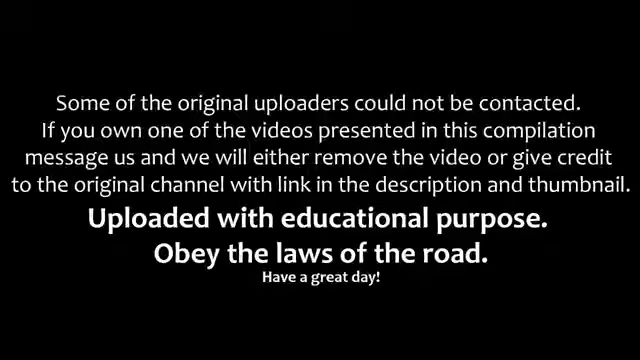 Some of the original uploaders could not be contacted.
If you own one of the videos presented in this compilation
message us and we will either remove the video or give credit
to the original channel with link in the description and thumbnail.
Uploaded with educational purpose.
Obey the laws of the road.
Have a great day!